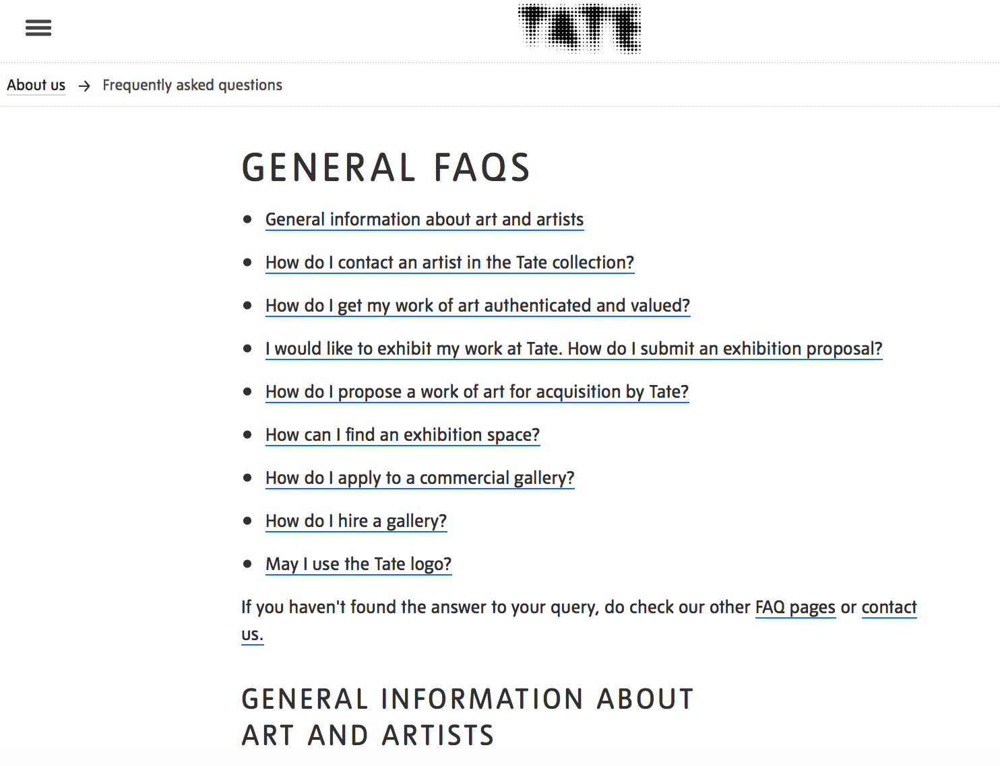 TATE
About us → Frequently asked questions
GENERAL FAQS
• General information about art and artists
• How do I contact an artist in the Tate collection?
• How do I get my work of art authenticated and valued?
• I would like to exhibit my work at Tate. How do I submit an exhibition proposal?
• How do I propose a work of art for acquisition by Tate?
• How can I find an exhibition space?
• How do I apply to a commercial gallery?
• How do I hire a gallery?
• May I use the Tate logo?
If you haven't found the answer to your query, do check our other FAQ pages or contact
us.
GENERAL INFORMATION ABOUT
ART AND ARTISTS